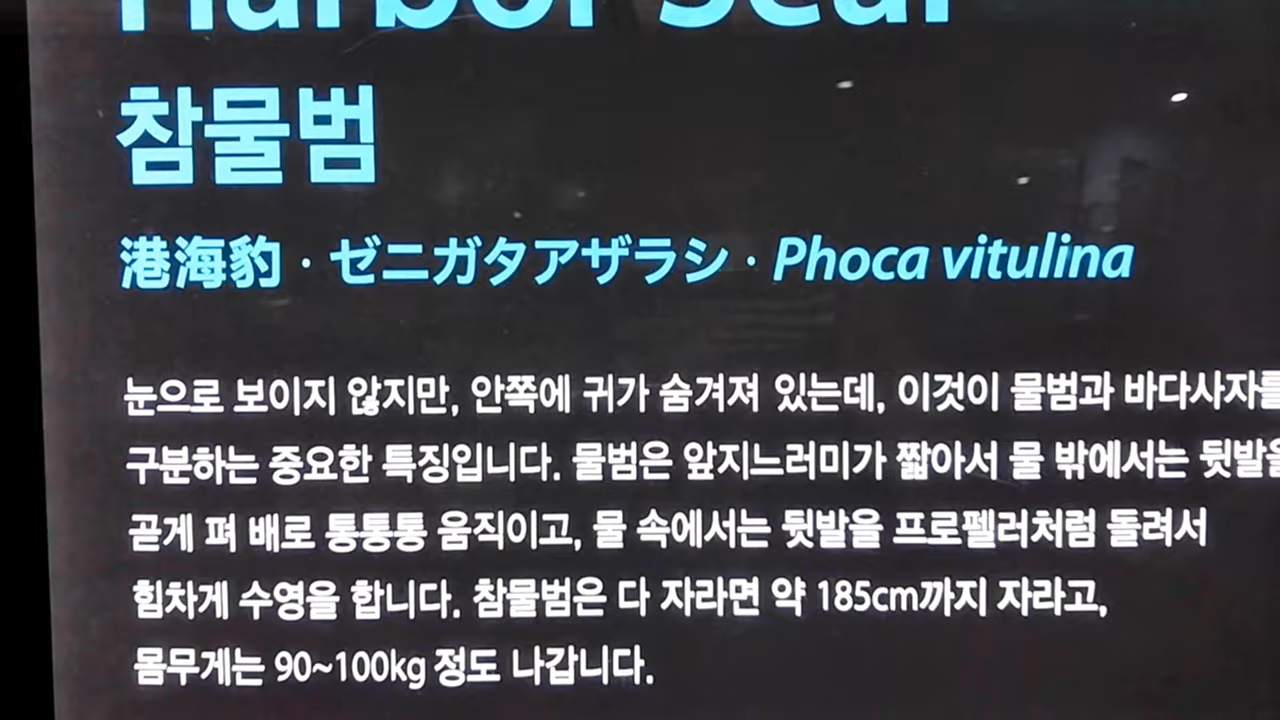 Harbor Seal
참물범
港海豹 · ゼニガタアザラシ · Phoca vitulina
눈으로 보이지 않지만, 안쪽에 귀가 숨겨져 있는데, 이것이 물범과 바다사자를
구분하는 중요한 특징입니다. 물범은 앞지느러미가 짧아서 물 밖에서는 뒷발을
곧게 펴 배로 통통통 움직이고, 물 속에서는 뒷발을 프로펠러처럼 돌려서
힘차게 수영을 합니다. 참물범은 다 자라면 약 185cm까지 자라고,
몸무게는 90~100kg 정도 나갑니다.